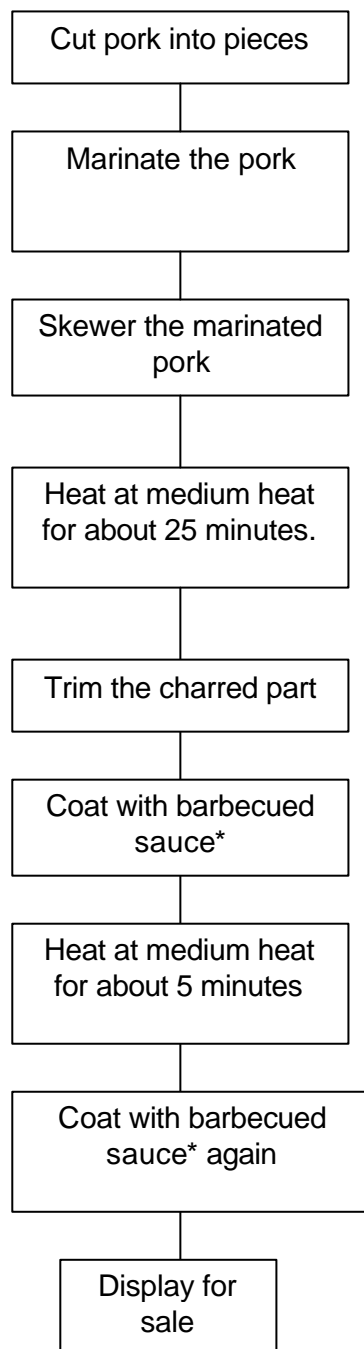 Cut pork into pieces
Marinate the pork
Skewer the marinated
pork
Heat at medium heat
for about 25 minutes.
Trim the charred part
Coat with barbecued
sauce*
Heat at medium heat
for about 5 minutes
Coat with barbecued
sauce* again
Display for
sale